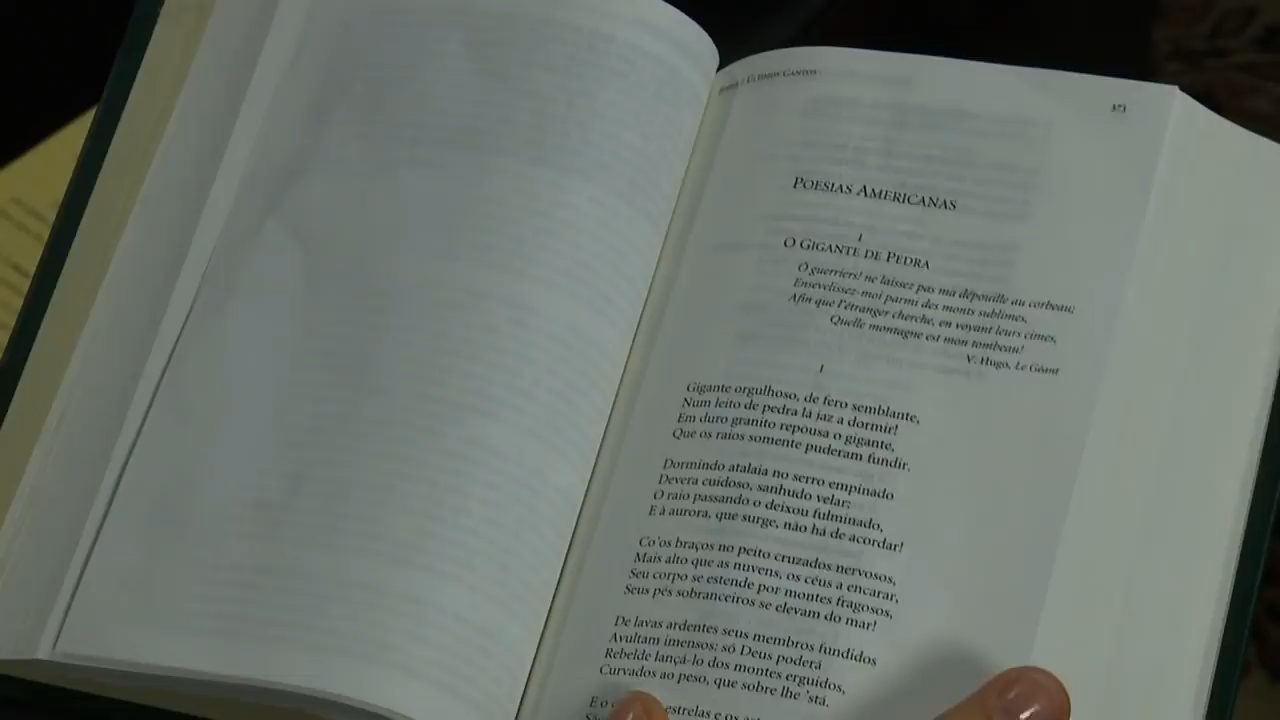 Últimos Cantos
373
Poesias Americanas
I
O Gigante de Pedra
Ô guerriers! ne laissez pas ma dépouille au corbeau;
Ensevelissez-moi parmi des monts sublimes,
Afin que l'étranger cherche, en voyant leurs cimes,
Quelle montagne est mon tombeau!
V. Hugo, Le Géant
I
Gigante orgulhoso, de fero semblante,
Num leito de pedra lá jaz a dormir!
Em duro granito repousa o gigante,
Que os raios somente puderam fundir.
Dormindo atalaia no serro empinado
Devera cuidoso, sanhudo velar;
O raio passando o deixou fulminado,
E à aurora, que surge, não há de acordar!
Co'os braços no peito cruzados nervosos,
Mais alto que as nuvens, os céus a encarar,
Seu corpo se estende por montes fragosos,
Seus pés sobranceiros se elevam do mar!
De lavas ardentes seus membros fundidos
Avultam imensos: só Deus poderá
Rebelde lançá-lo dos montes erguidos,
Curvados ao peso, que sobre lhe 'stá.
E o estrelas e os